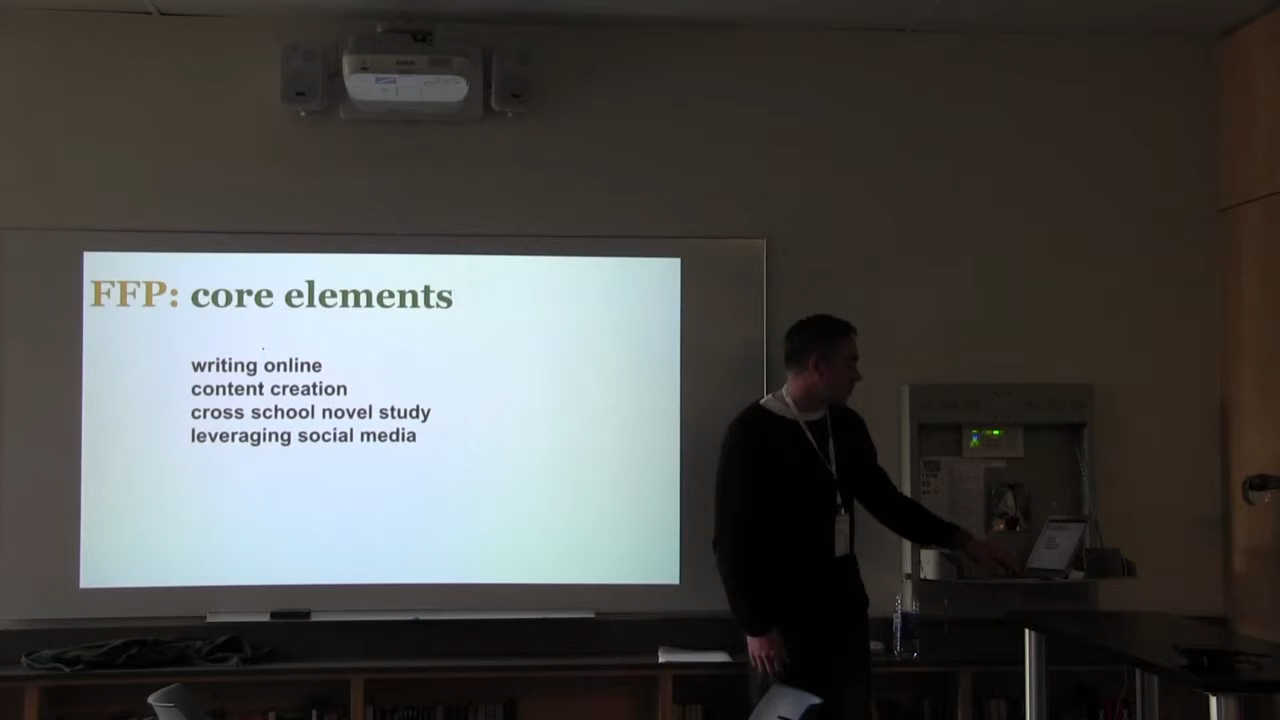 FFP: core elements
writing online
content creation
cross school novel study
leveraging social media